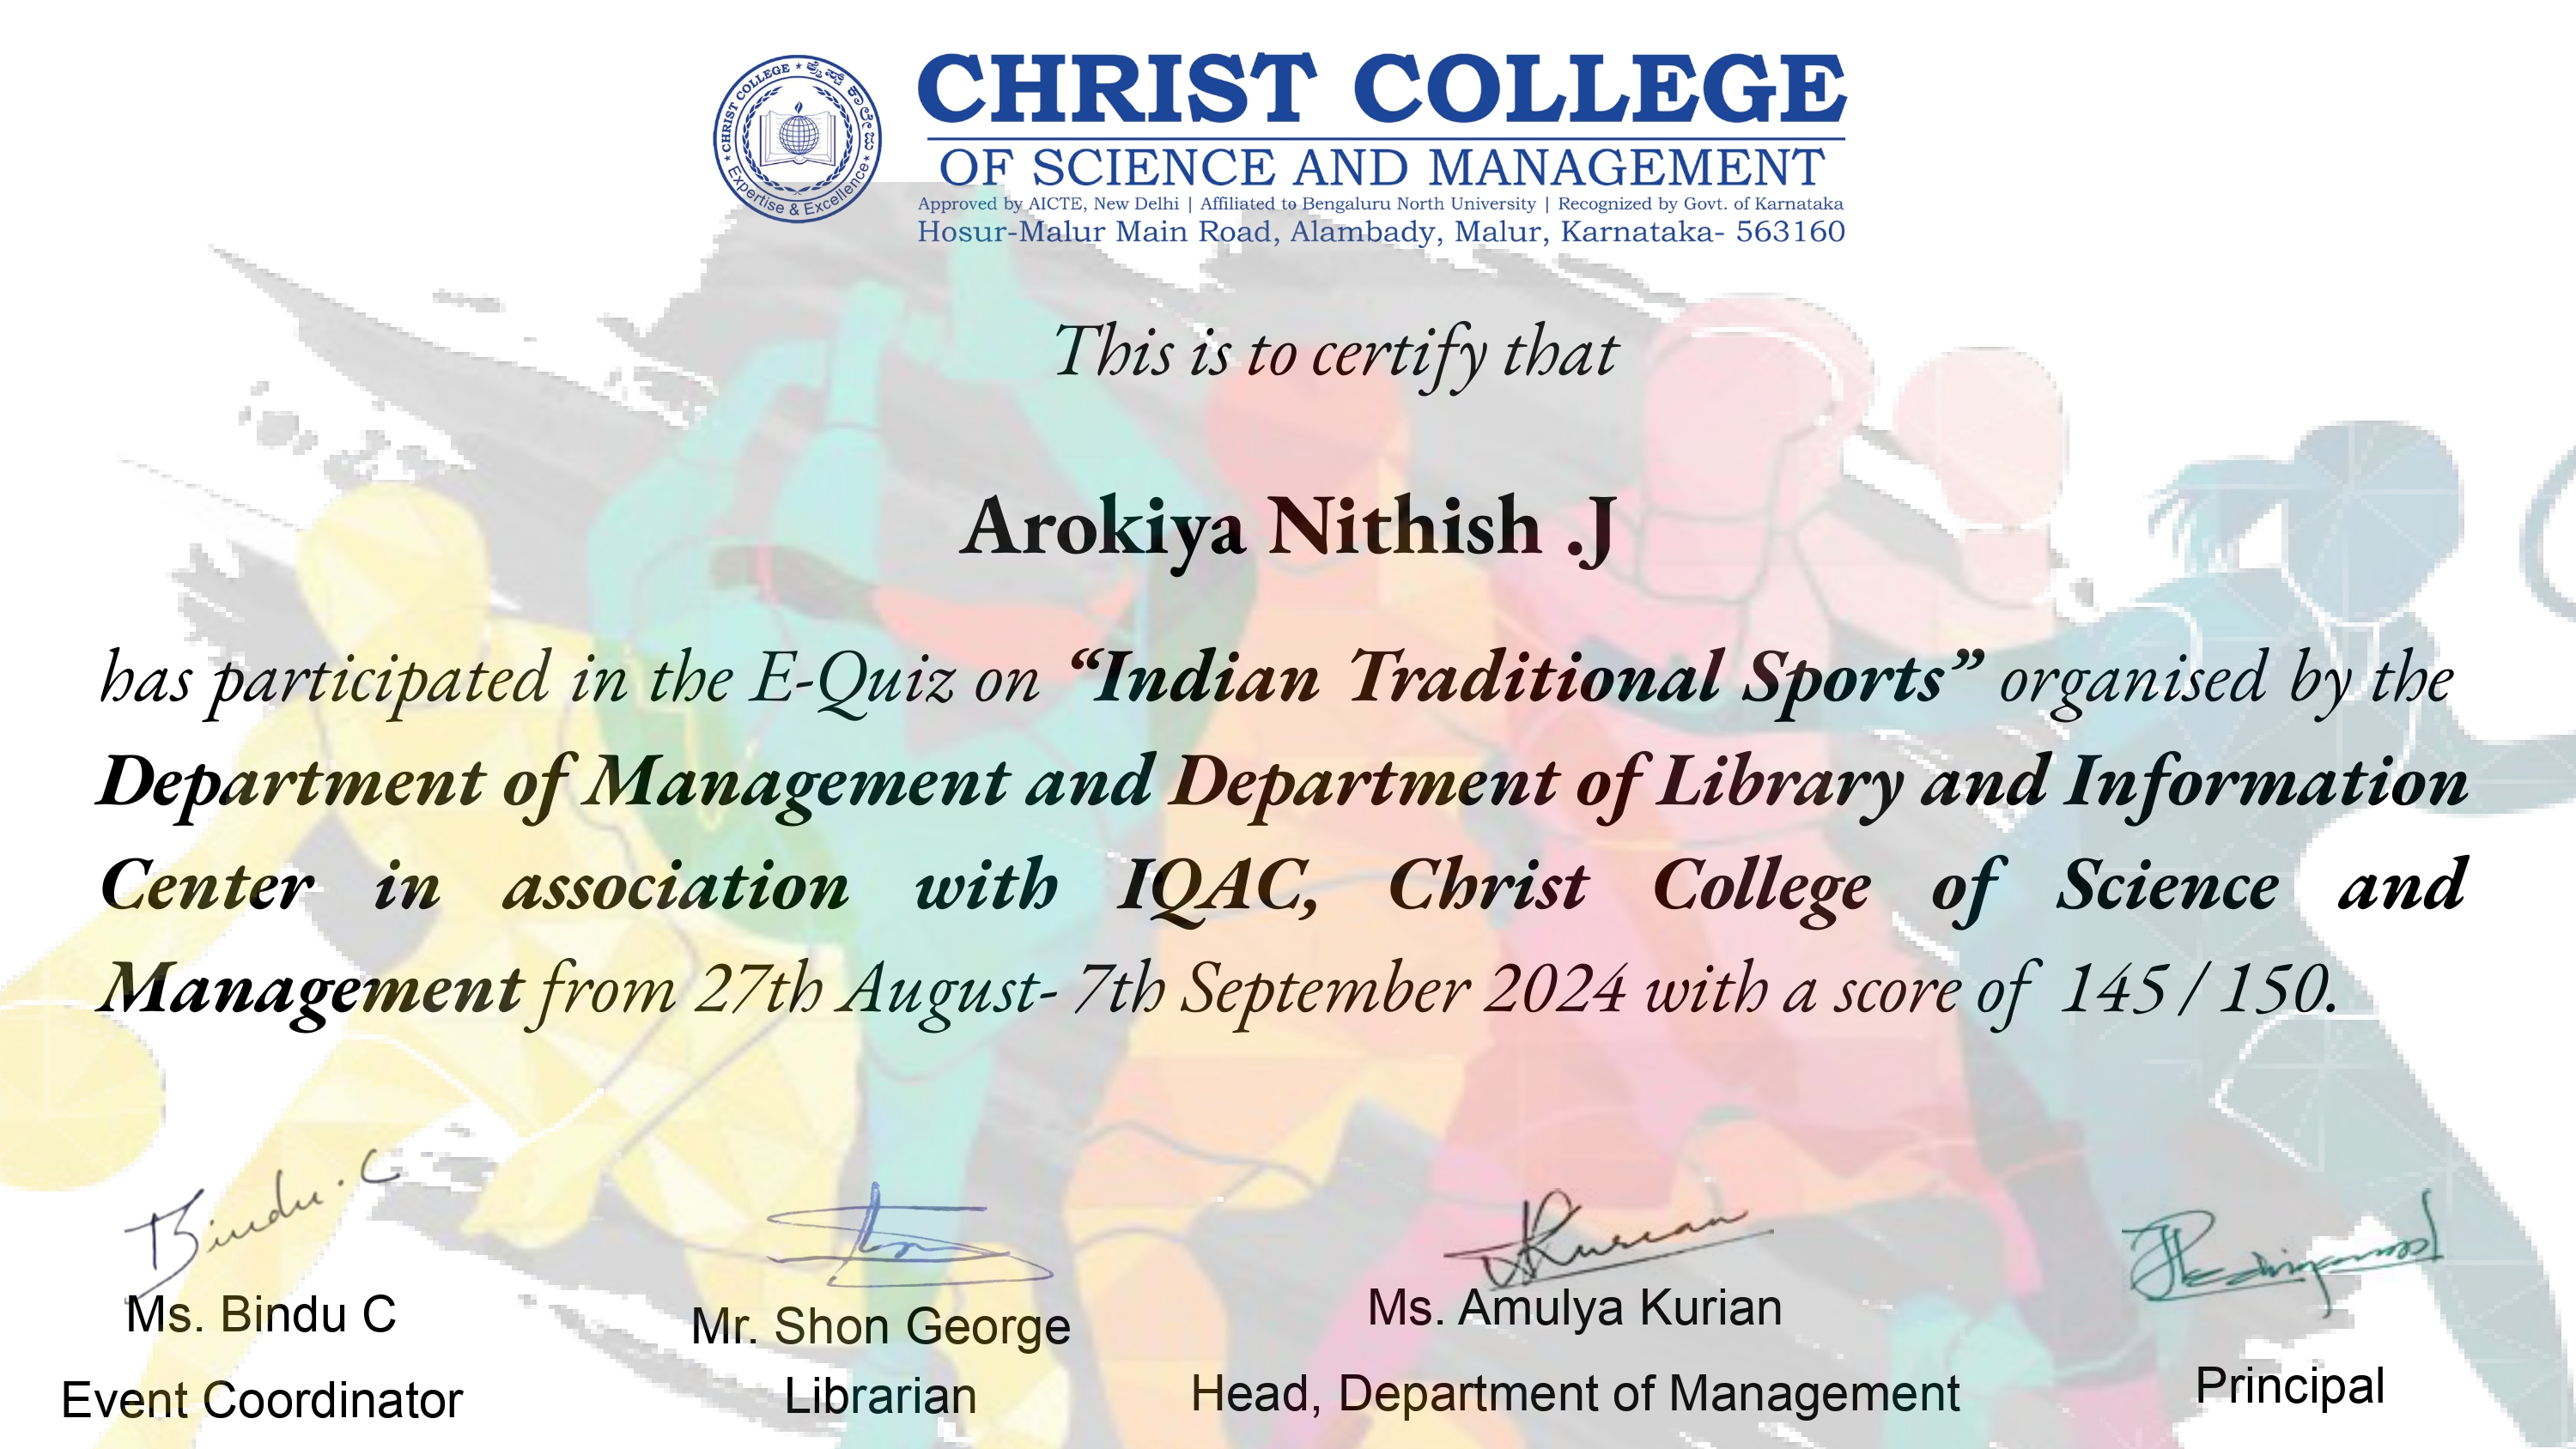 CHRIST COLLEGE ★ ಕ್ರೈಸ್ಟ್ ಕಾಲೇಜು ★ Expertise & Excellence ★
CHRIST COLLEGE
OF SCIENCE AND MANAGEMENT
Approved by AICTE, New Delhi | Affiliated to Bengaluru North University | Recognized by Govt. of Karnataka
Hosur-Malur Main Road, Alambady, Malur, Karnataka- 563160
This is to certify that
Arokiya Nithish .J
has participated in the E-Quiz on “Indian Traditional Sports” organised by the
Department of Management and Department of Library and Information
Center in association with IQAC, Christ College of Science and
Management from 27th August- 7th September 2024 with a score of 145 / 150.
Bindu. C
Kurian
Ms. Bindu C
Mr. Shon George
Ms. Amulya Kurian
Event Coordinator
Librarian
Head, Department of Management
Principal